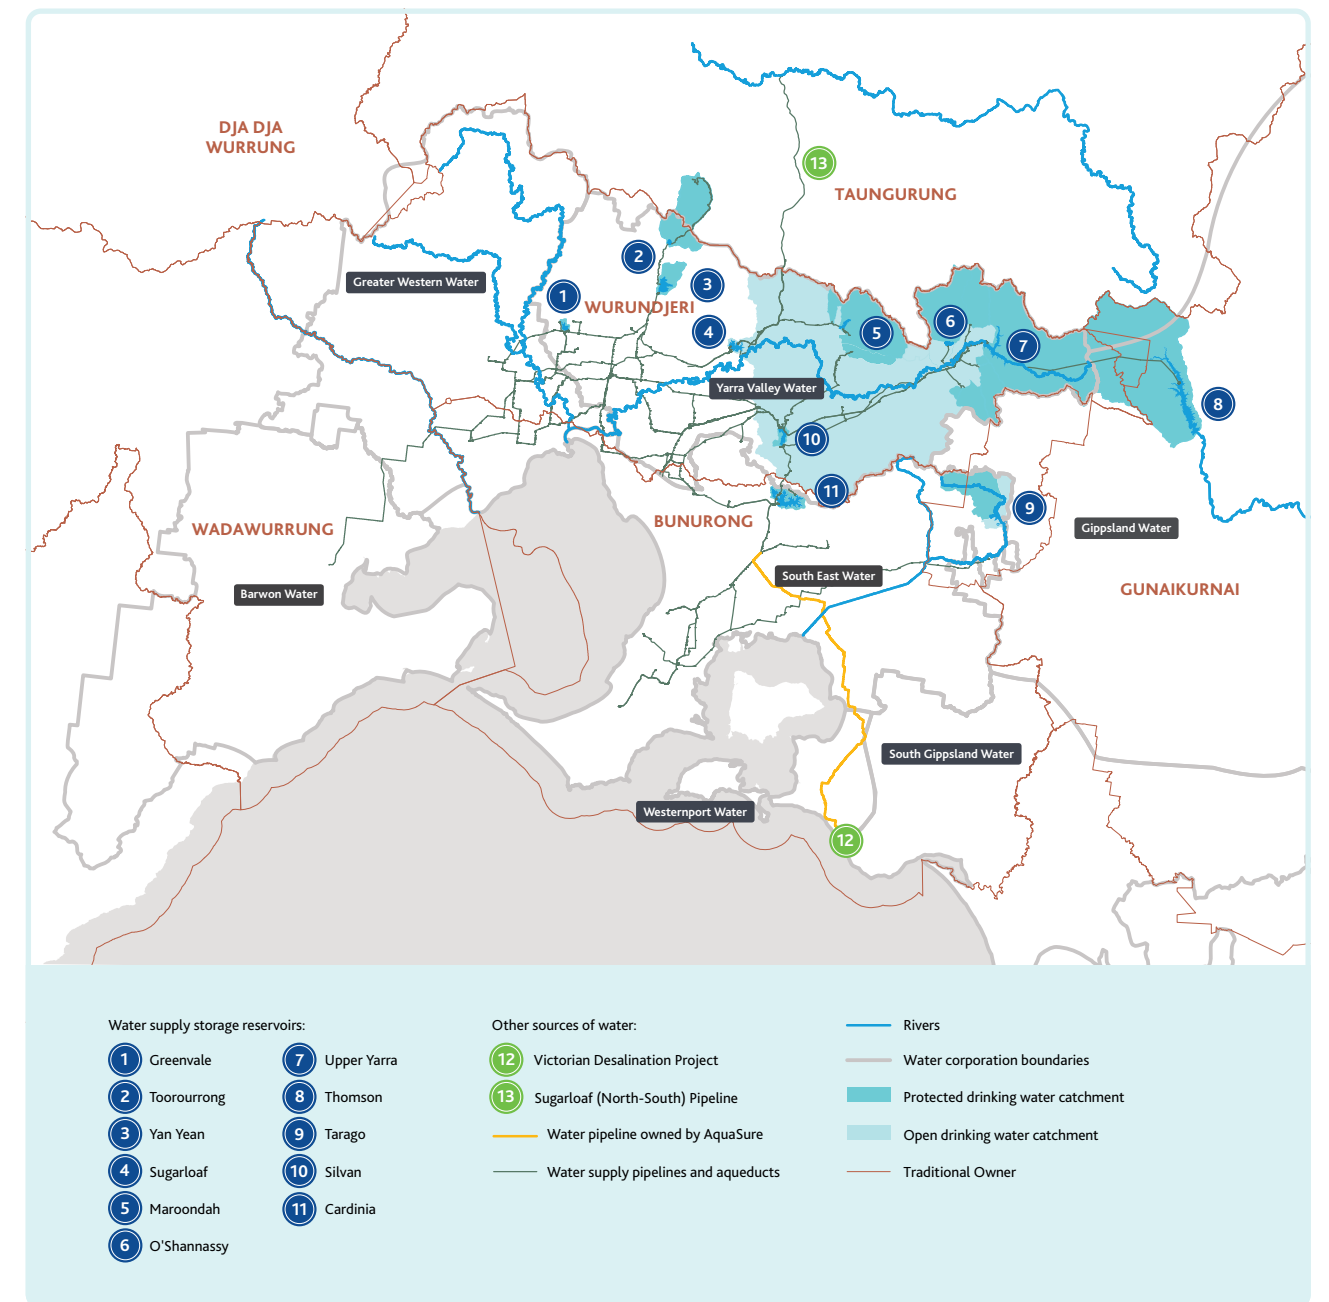 DJA DJA
WURRUNG
13
TAUNGURUNG
2
Greater Western Water
3
1
WURUNDJERI
6
4
5
7
Yarra Valley Water
8
10
11
9
WADAWURRUNG
BUNURONG
Gippsland Water
South East Water
GUNAIKURNAI
Barwon Water
South Gippsland Water
Westernport Water
12
Water supply storage reservoirs:
1 Greenvale
2 Toorourrong
3 Yan Yean
4 Sugarloaf
5 Maroondah
6 O'Shannassy
7 Upper Yarra
8 Thomson
9 Tarago
10 Silvan
11 Cardinia
Other sources of water:
12 Victorian Desalination Project
13 Sugarloaf (North-South) Pipeline
Water pipeline owned by AquaSure
Water supply pipelines and aqueducts
Rivers
Water corporation boundaries
Protected drinking water catchment
Open drinking water catchment
Traditional Owner